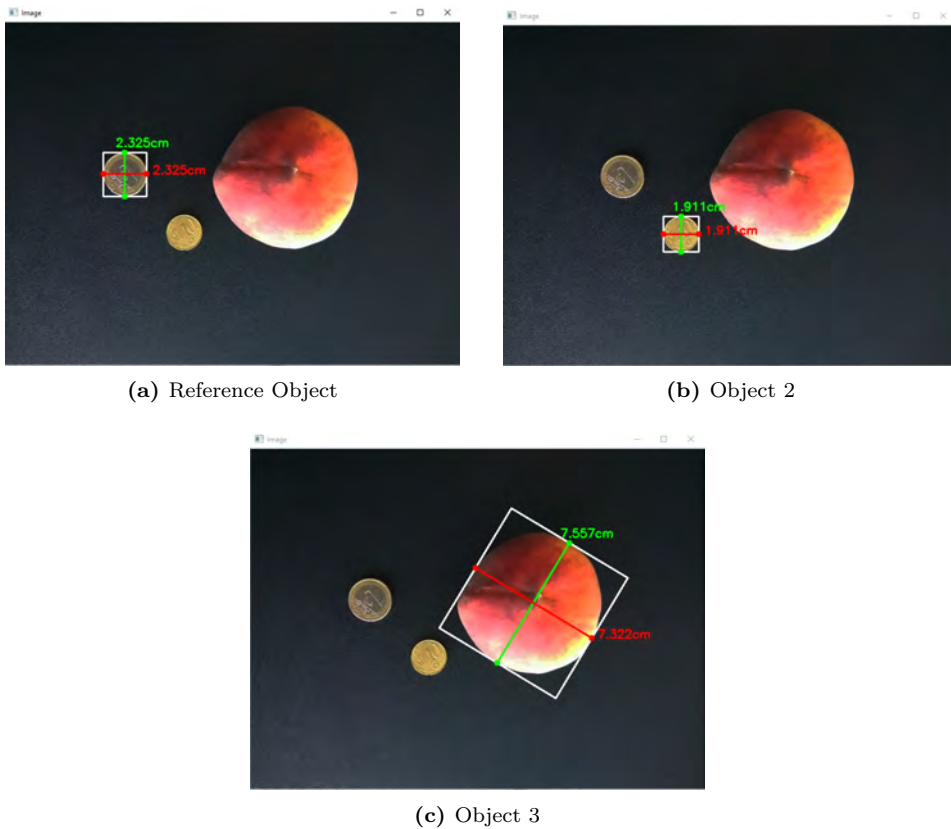 Image
Image
2.325cm
2.325cm
1.911cm
1.911cm
(a) Reference Object
(b) Object 2
Image
7.557cm
7.322cm
(c) Object 3